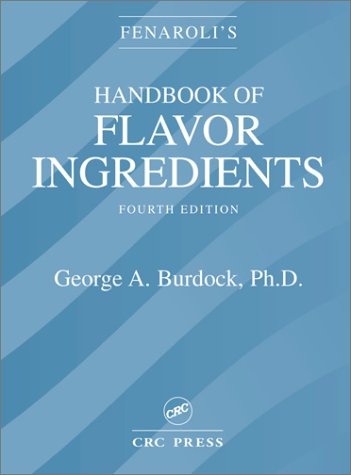 FENAROLI'S
HANDBOOK OF
FLAVOR
INGREDIENTS
FOURTH EDITION
George A. Burdock, Ph.D.
CRC
CRC PRESS